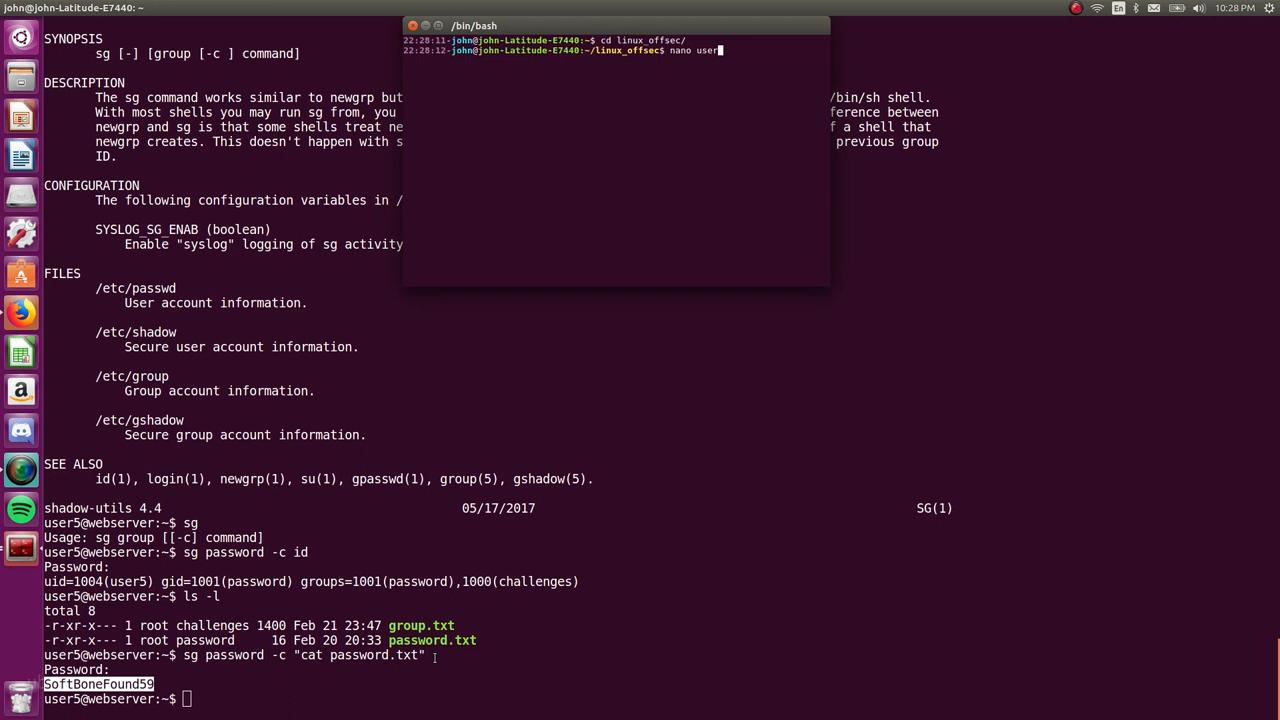 john@john-Latitude-E7440: ~
En
10:28 PM
SYNOPSIS
sg [-] [group [-c ] command]
DESCRIPTION
The sg command works similar to newgrp but
/bin/sh shell.
With most shells you may run sg from, you
ference between
newgrp and sg is that some shells treat ne
f a shell that
newgrp creates. This doesn't happen with s
previous group
ID.
CONFIGURATION
The following configuration variables in /
SYSLOG_SG_ENAB (boolean)
Enable "syslog" logging of sg activity
FILES
/etc/passwd
User account information.
/etc/shadow
Secure user account information.
/etc/group
Group account information.
/etc/gshadow
Secure group account information.
SEE ALSO
id(1), login(1), newgrp(1), su(1), gpasswd(1), group(5), gshadow(5).
shadow-utils 4.4 05/17/2017 SG(1)
user5@webserver:~$ sg
Usage: sg group [[-c] command]
user5@webserver:~$ sg password -c id
Password:
uid=1004(user5) gid=1001(password) groups=1001(password),1000(challenges)
user5@webserver:~$ ls -l
total 8
-r-xr-x--- 1 root challenges 1400 Feb 21 23:47 group.txt
-r-xr-x--- 1 root password 16 Feb 20 20:33 password.txt
user5@webserver:~$ sg password -c "cat password.txt"
Password:
SoftBoneFound59
user5@webserver:~$
/bin/bash
22:28:11-john@john-Latitude-E7440:~$ cd linux_offsec/
22:28:12-john@john-Latitude-E7440:~/linux_offsec$ nano user